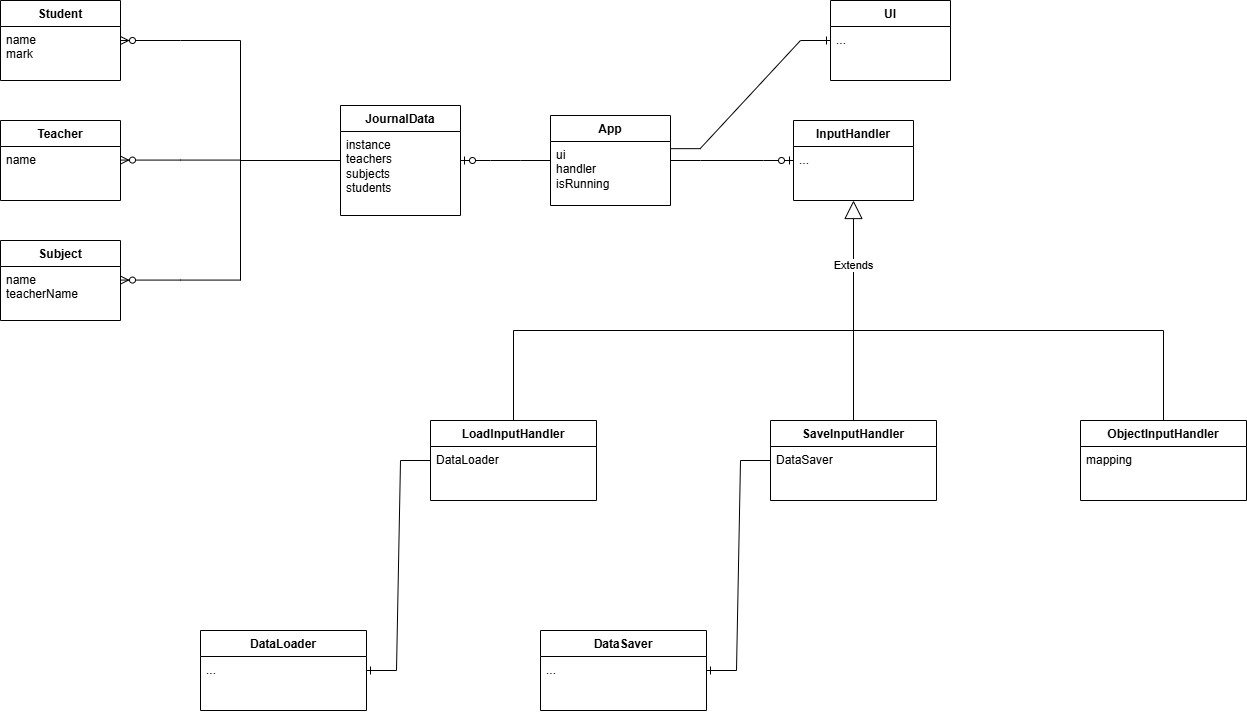 Student
name
mark
Teacher
name
Subject
name
teacherName
JournalData
instance
teachers
subjects
students
App
ui
handler
isRunning
UI
...
InputHandler
...
Extends
LoadInputHandler
DataLoader
SaveInputHandler
DataSaver
ObjectInputHandler
mapping
DataLoader
...
DataSaver
...